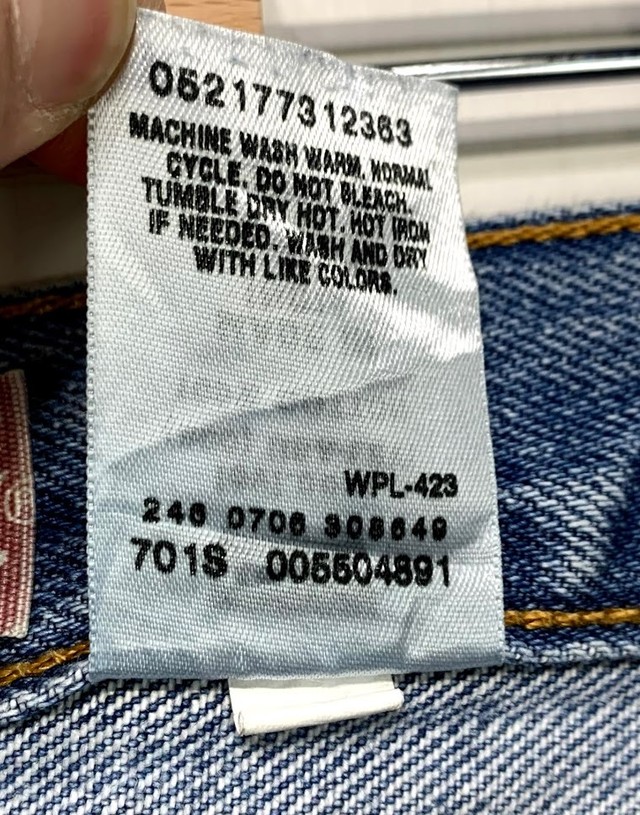 052177312363
MACHINE WASH WARM, NORMAL
CYCLE. DO NOT BLEACH.
TUMBLE DRY HOT. HOT IRON
IF NEEDED. WASH AND DRY
WITH LIKE COLORS.
WPL-423
246 0706 308649
701S 005504891